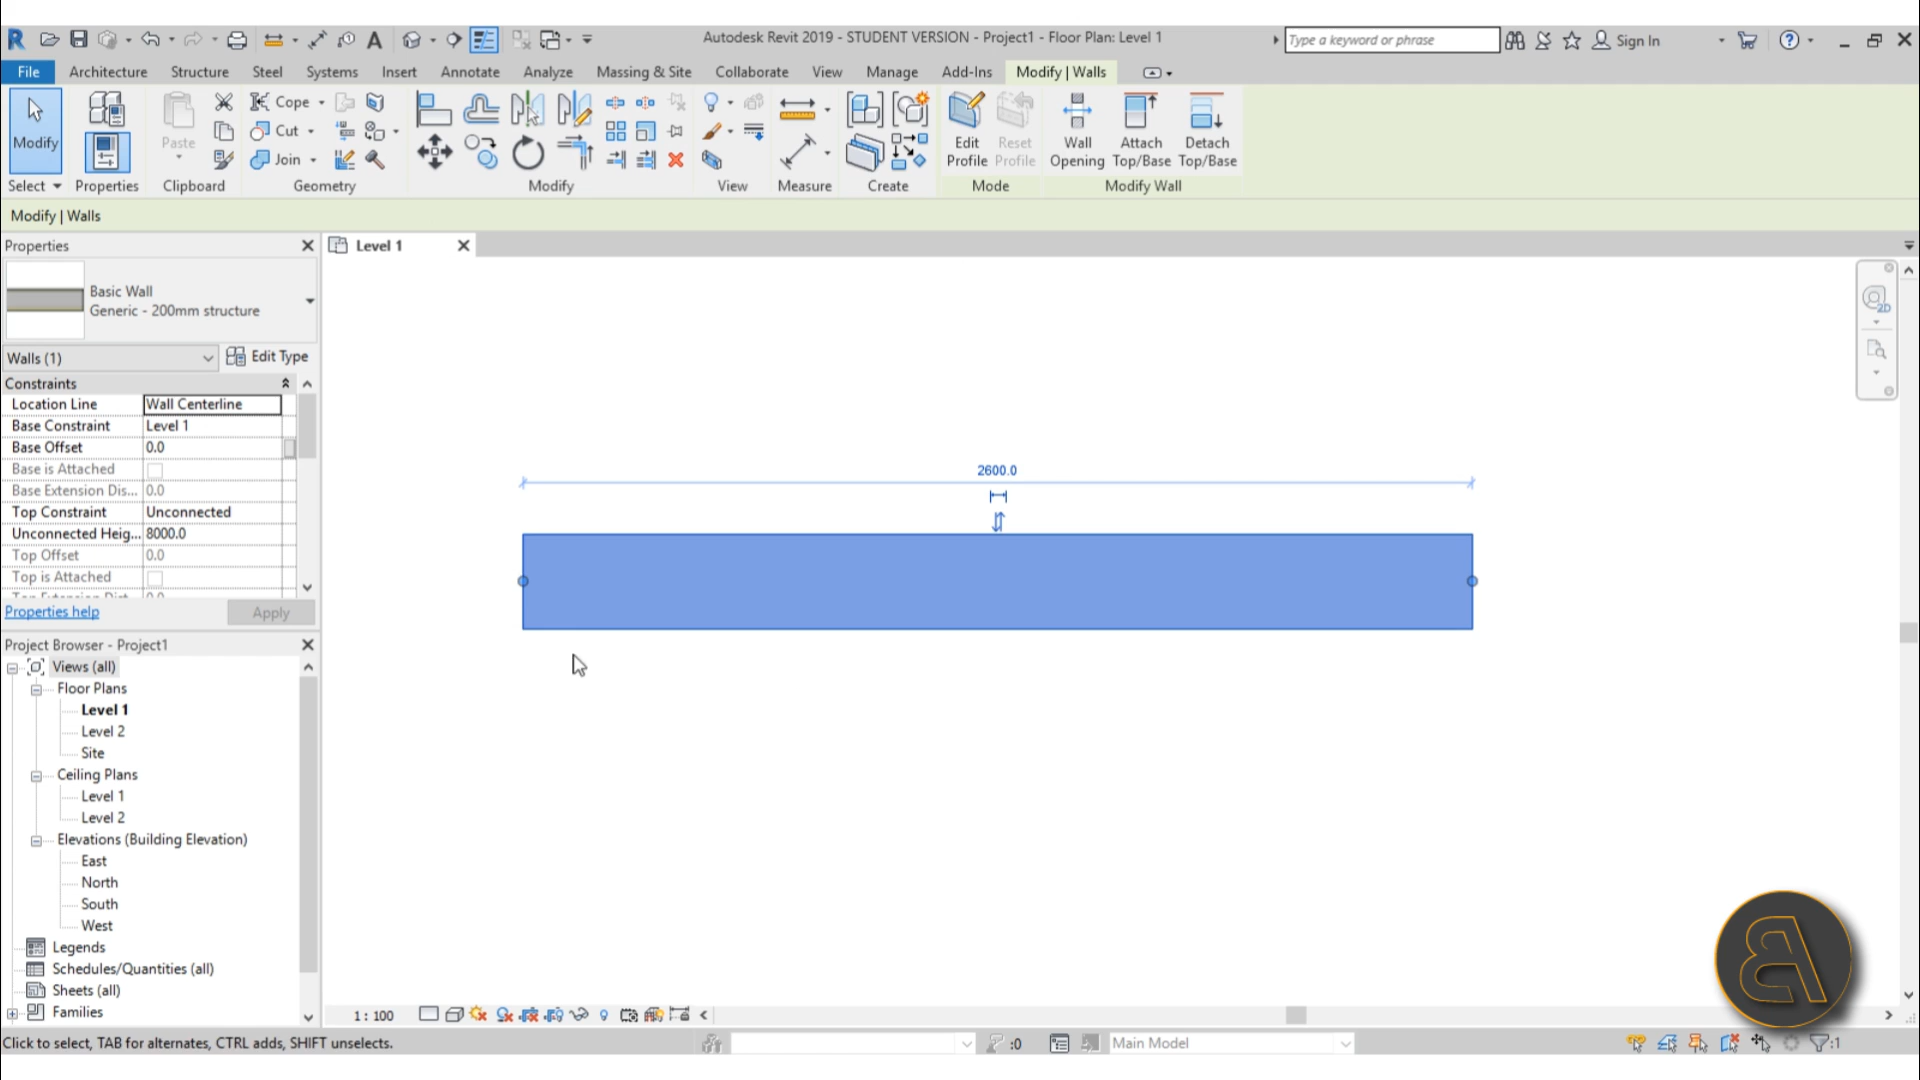 Autodesk Revit 2019 - STUDENT VERSION - Project1 - Floor Plan: Level 1
Type a keyword or phrase
Sign In
File Architecture Structure Steel Systems Insert Annotate Analyze Massing & Site Collaborate View Manage Add-Ins Modify | Walls
Modify
Paste
Cope
Cut
Join
Edit Profile
Reset Profile
Wall Opening
Attach Top/Base
Detach Top/Base
Select Properties Clipboard Geometry Modify View Measure Create Mode Modify Wall
Modify | Walls
Properties
Level 1
Basic Wall
Generic - 200mm structure
Walls (1)
Edit Type
Constraints
Location Line Wall Centerline
Base Constraint Level 1
Base Offset 0.0
Base is Attached
Base Extension Dis... 0.0
Top Constraint Unconnected
Unconnected Heig... 8000.0
Top Offset 0.0
Top is Attached
Properties help
Apply
2600.0
2D
Project Browser - Project1
Views (all)
Floor Plans
Level 1
Level 2
Site
Ceiling Plans
Level 1
Level 2
Elevations (Building Elevation)
East
North
South
West
Legends
Schedules/Quantities (all)
Sheets (all)
Families
1 : 100
Click to select, TAB for alternates, CTRL adds, SHIFT unselects.
:0
Main Model
:1